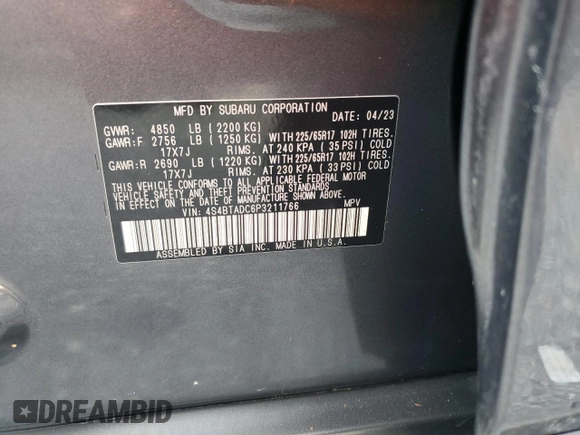 MFD BY SUBARU CORPORATION
DATE: 04/23
GVWR: 4850 LB (2200 KG)
GAWR:F 2756 LB (1250 KG) WITH 225/65R17 102H TIRES.
17X7J RIMS. AT 240 KPA (35 PSI) COLD
GAWR:R 2690 LB (1220 KG) WITH 225/65R17 102H TIRES.
17X7J RIMS. AT 230 KPA (33 PSI) COLD
THIS VEHICLE CONFORMS TO ALL APPLICABLE FEDERAL MOTOR
VEHICLE SAFETY AND THEFT PREVENTION STANDARDS
IN EFFECT ON THE DATE OF MANUFACTURE SHOWN ABOVE.
VIN: 4S4BTADC6P3211766 MPV
ASSEMBLED BY SIA INC. MADE IN U.S.A.
DREAMBID